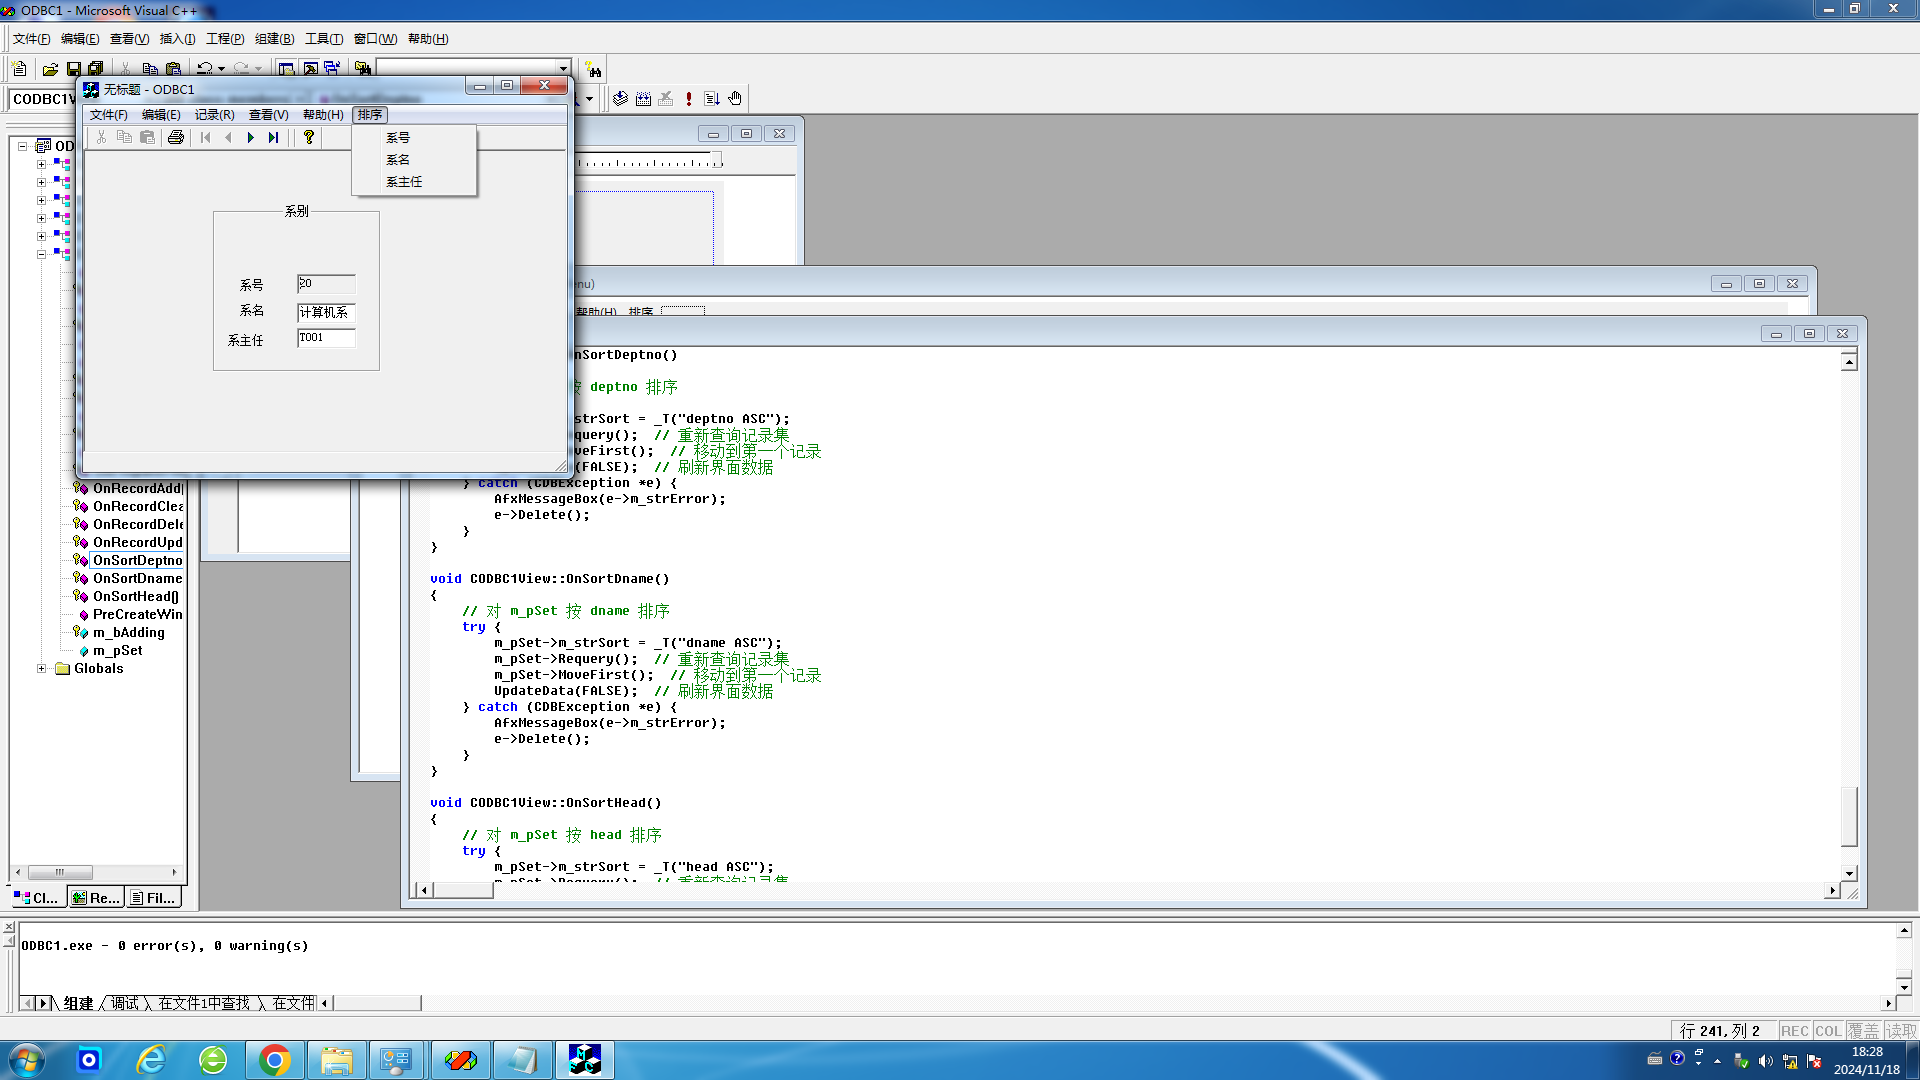 ODBC1 - Microsoft Visual C++
文件(F) 编辑(E) 查看(V) 插入(I) 工程(P) 组建(B) 工具(T) 窗口(W) 帮助(H)
CODBC1V
无标题 - ODBC1
文件(F) 编辑(E) 记录(R) 查看(V) 帮助(H) 排序
系号
系名
系主任
系别
系号 20
系名 计算机系
系主任 T001
帮助(H) 排序
nSortDeptno()
按 deptno 排序
strSort = _T("deptno ASC");
query(); // 重新查询记录集
veFirst(); // 移动到第一个记录
(FALSE); // 刷新界面数据
} catch (CDBException *e) {
AfxMessageBox(e->m_strError);
e->Delete();
}
}
void CODBC1View::OnSortDname()
{
// 对 m_pSet 按 dname 排序
try {
m_pSet->m_strSort = _T("dname ASC");
m_pSet->Requery(); // 重新查询记录集
m_pSet->MoveFirst(); // 移动到第一个记录
UpdateData(FALSE); // 刷新界面数据
} catch (CDBException *e) {
AfxMessageBox(e->m_strError);
e->Delete();
}
}
void CODBC1View::OnSortHead()
{
// 对 m_pSet 按 head 排序
try {
m_pSet->m_strSort = _T("head ASC");
m_pSet->Requery(); // 重新查询记录集
OD
OnRecordAdd
OnRecordClea
OnRecordDele
OnRecordUpd
OnSortDeptno
OnSortDname
OnSortHead()
PreCreateWin
m_bAdding
m_pSet
Globals
Cl... Re... Fil...
ODBC1.exe - 0 error(s), 0 warning(s)
组建 调试 在文件1中查找 在文件
行 241, 列 2 REC COL 覆盖 读取
18:28
2024/11/18